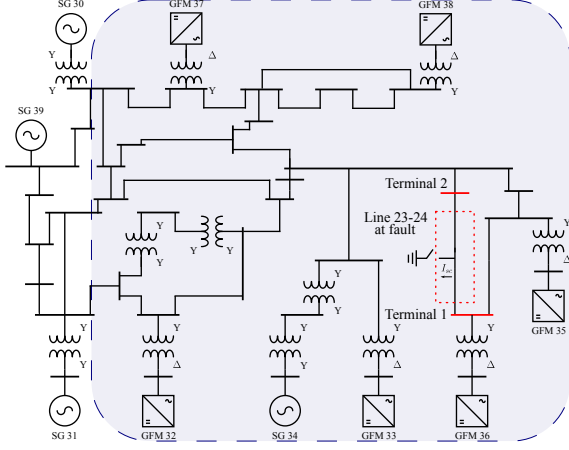 SG 30
GFM 37
GFM 38
Y
Δ
Δ
Y
Y
Y
SG 39
Terminal 2
Line 23-24
at fault
Isc
Y
Y
Y
Y
Y
Δ
GFM 35
Y
Y
Terminal 1
Y
Y
Y
Y
Y
Y
Δ
Y
Δ
Δ
SG 31
GFM 32
SG 34
GFM 33
GFM 36